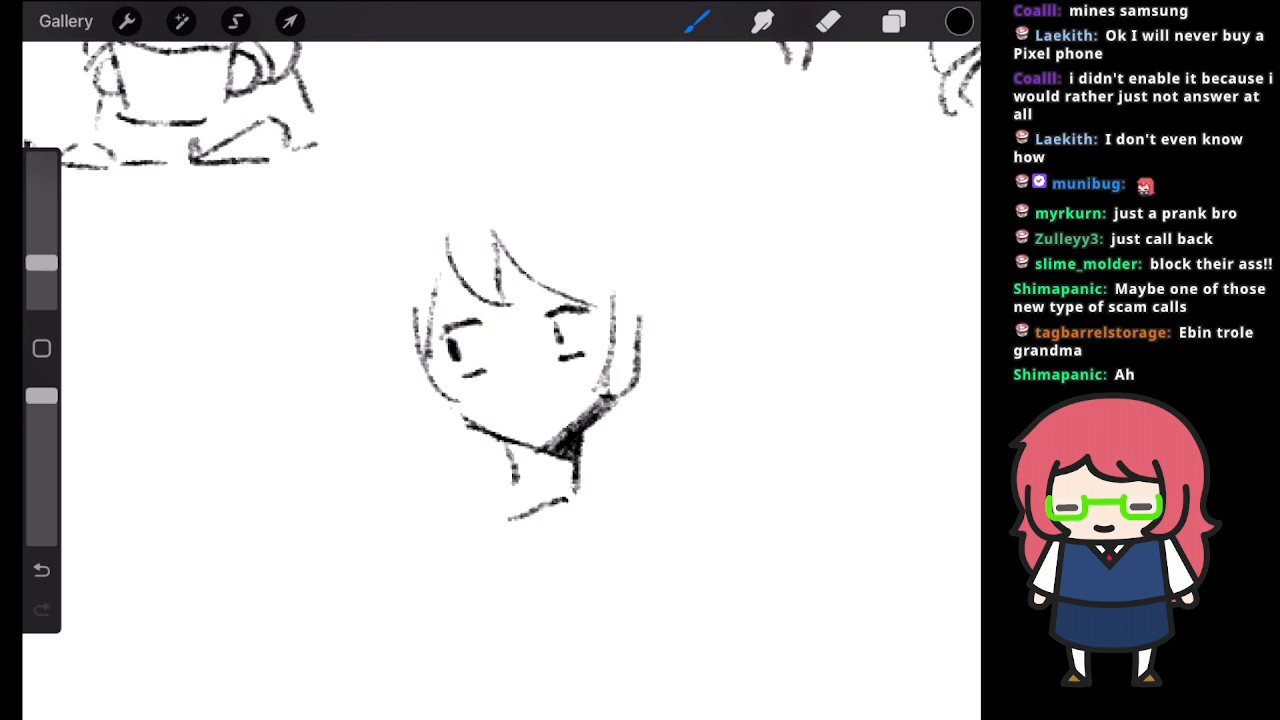 Gallery
Coalll: mines samsung
Laekith: Ok I will never buy a
Pixel phone
Coalll: i didn't enable it because i
would rather just not answer at
all
Laekith: I don't even know
how
munibug:
myrkurn: just a prank bro
Zulleyy3: just call back
slime_molder: block their ass!!
Shimapanic: Maybe one of those
new type of scam calls
tagbarrelstorage: Ebin trole
grandma
Shimapanic: Ah